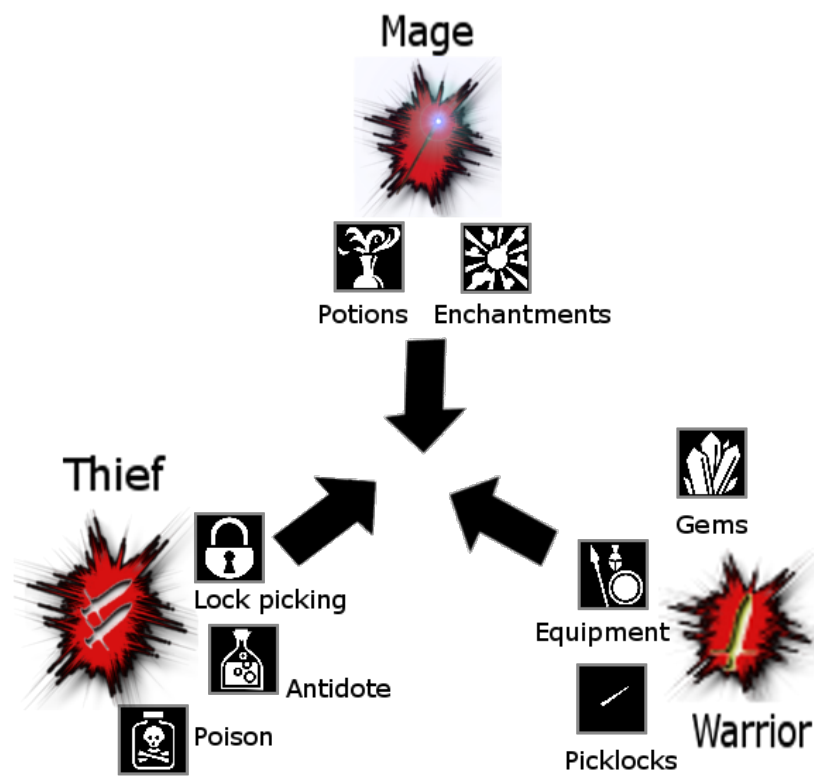 Mage
Potions
Enchantments
Thief
Gems
Lock picking
Equipment
Antidote
Poison
Warrior
Picklocks